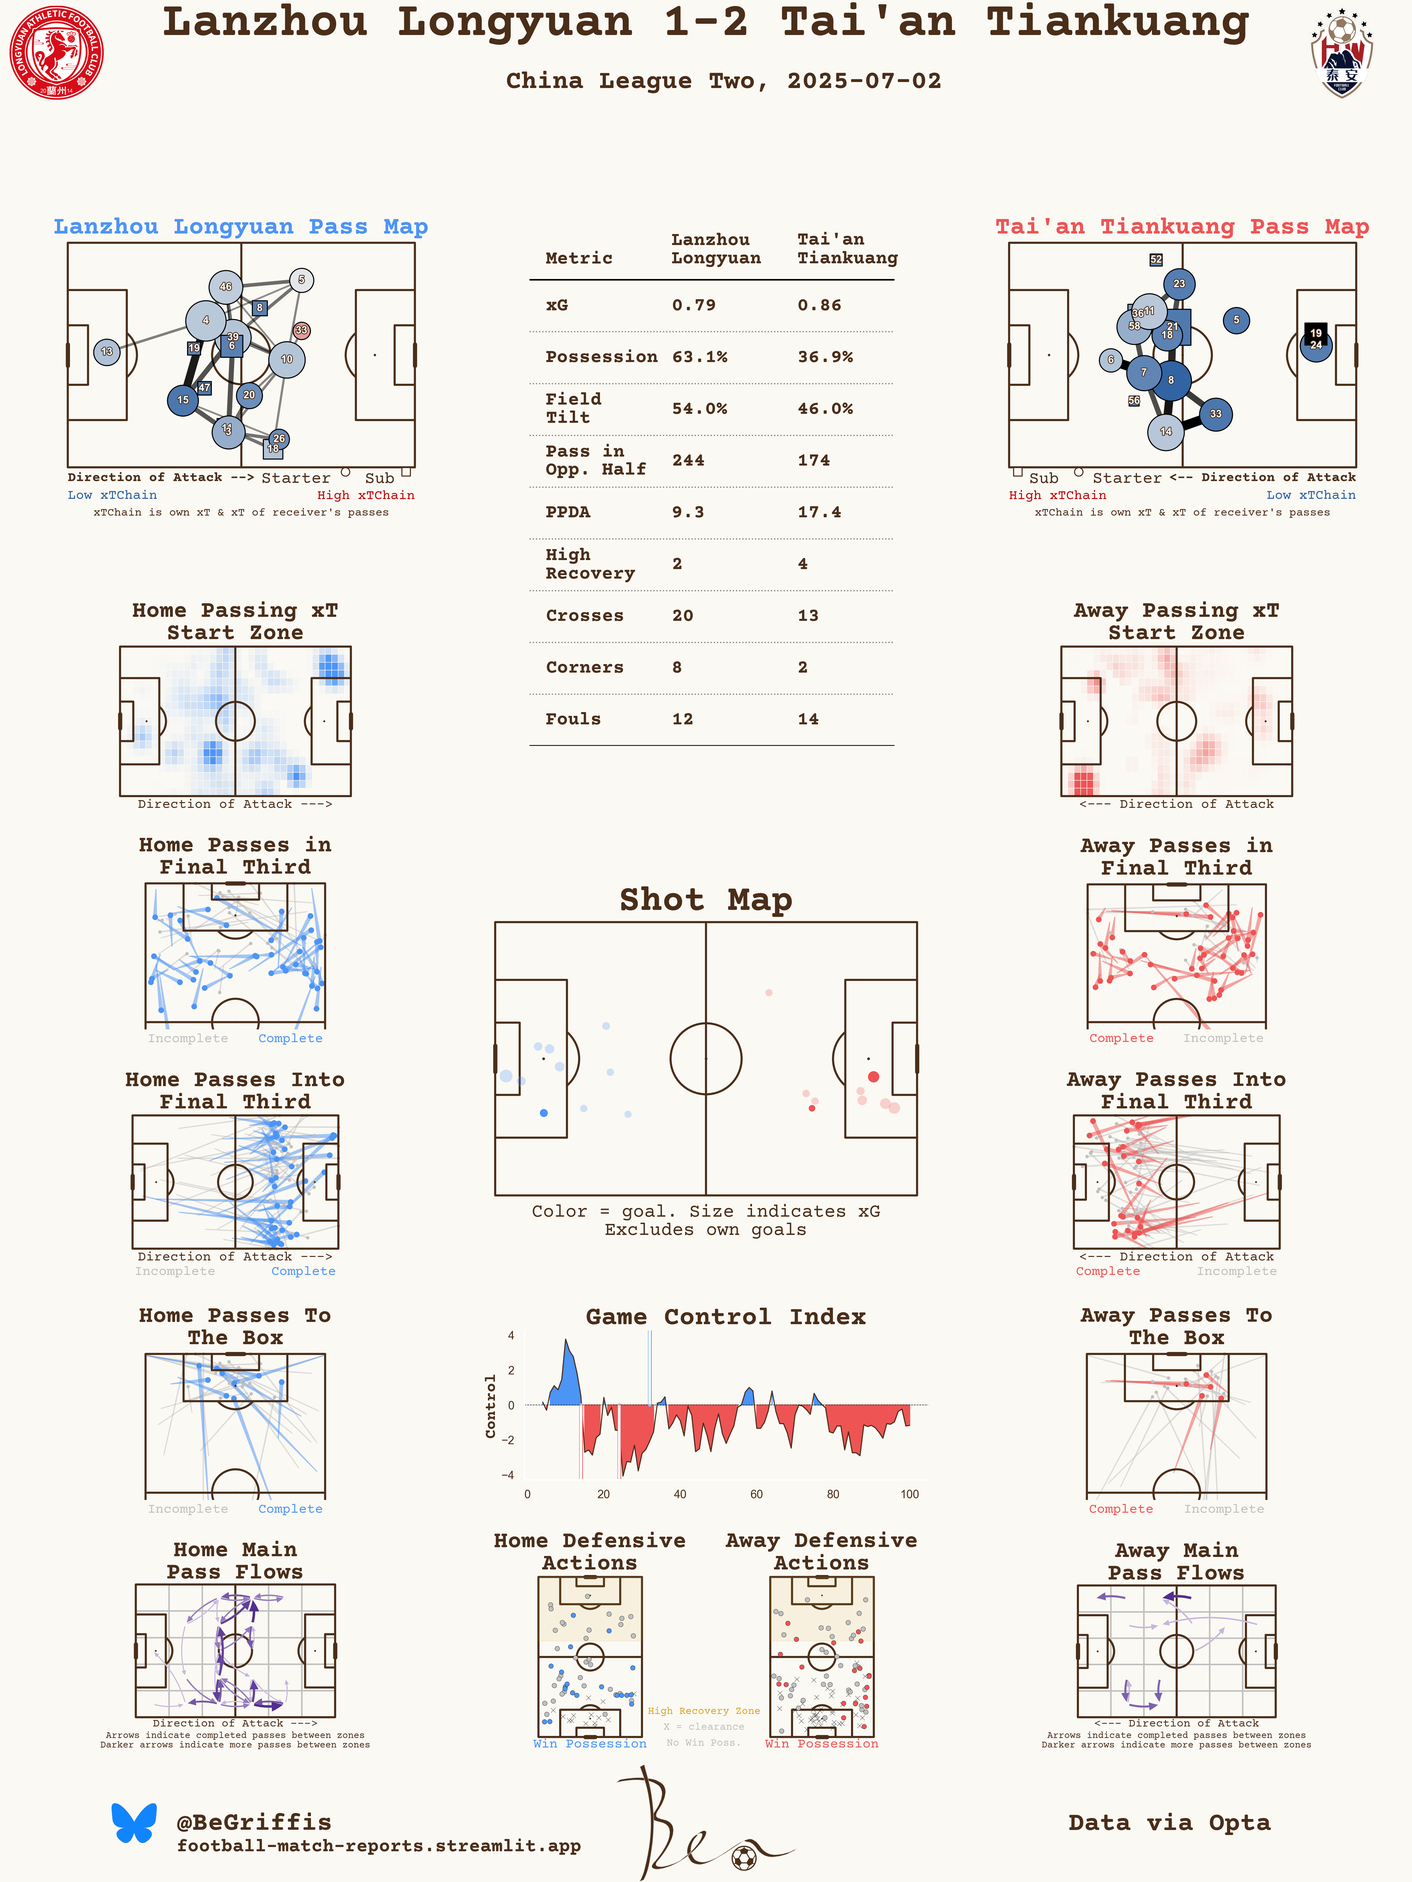 Lanzhou Longyuan 1-2 Tai'an Tiankuang
China League Two, 2025-07-02
LONGYUAN ATHLETIC FOOTBALL CLUB
20 蘭州 14
泰 安
FOOTBALL
CLUB
Lanzhou Longyuan Pass Map
46
5
8
4
33
39
6
19
13
10
47
15
20
3
26
18
Direction of Attack --> Starter Sub
Low xTChain High xTChain
xTChain is own xT & xT of receiver's passes
Metric Lanzhou Longyuan Tai'an Tiankuang
xG 0.79 0.86
Possession 63.1% 36.9%
Field Tilt 54.0% 46.0%
Pass in Opp. Half 244 174
PPDA 9.3 17.4
High Recovery 2 4
Crosses 20 13
Corners 8 2
Fouls 12 14
Tai'an Tiankuang Pass Map
52
23
36
11
58
21
18
5
19
24
6
7
8
56
33
14
Sub Starter <-- Direction of Attack
High xTChain Low xTChain
xTChain is own xT & xT of receiver's passes
Home Passing xT
Start Zone
Direction of Attack --->
Away Passing xT
Start Zone
<--- Direction of Attack
Home Passes in
Final Third
Incomplete Complete
Away Passes in
Final Third
Complete Incomplete
Shot Map
Color = goal. Size indicates xG
Excludes own goals
Home Passes Into
Final Third
Direction of Attack --->
Incomplete Complete
Away Passes Into
Final Third
<--- Direction of Attack
Complete Incomplete
Home Passes To
The Box
Incomplete Complete
Game Control Index
Control
4
2
0
−2
−4
0 20 40 60 80 100
Away Passes To
The Box
Complete Incomplete
Home Main
Pass Flows
Direction of Attack --->
Arrows indicate completed passes between zones
Darker arrows indicate more passes between zones
Home Defensive
Actions
Win Possession
Away Defensive
Actions
Win Possession
High Recovery Zone
X = clearance
No Win Poss.
Away Main
Pass Flows
<--- Direction of Attack
Arrows indicate completed passes between zones
Darker arrows indicate more passes between zones
@BeGriffis
football-match-reports.streamlit.app
Ben
Data via Opta